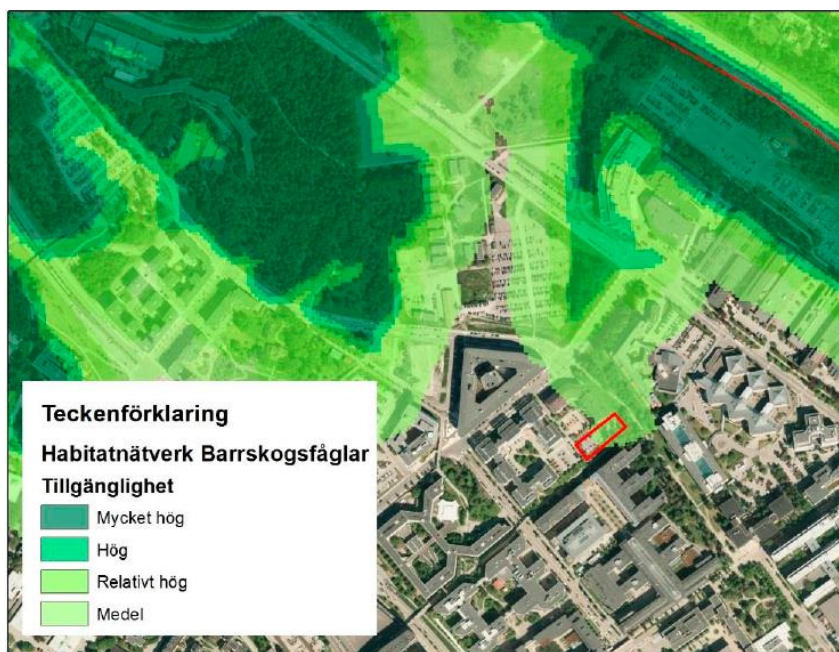 Teckenförklaring
Habitatnätverk Barrskogsfåglar
Tillgänglighet
Mycket hög
Hög
Relativt hög
Medel